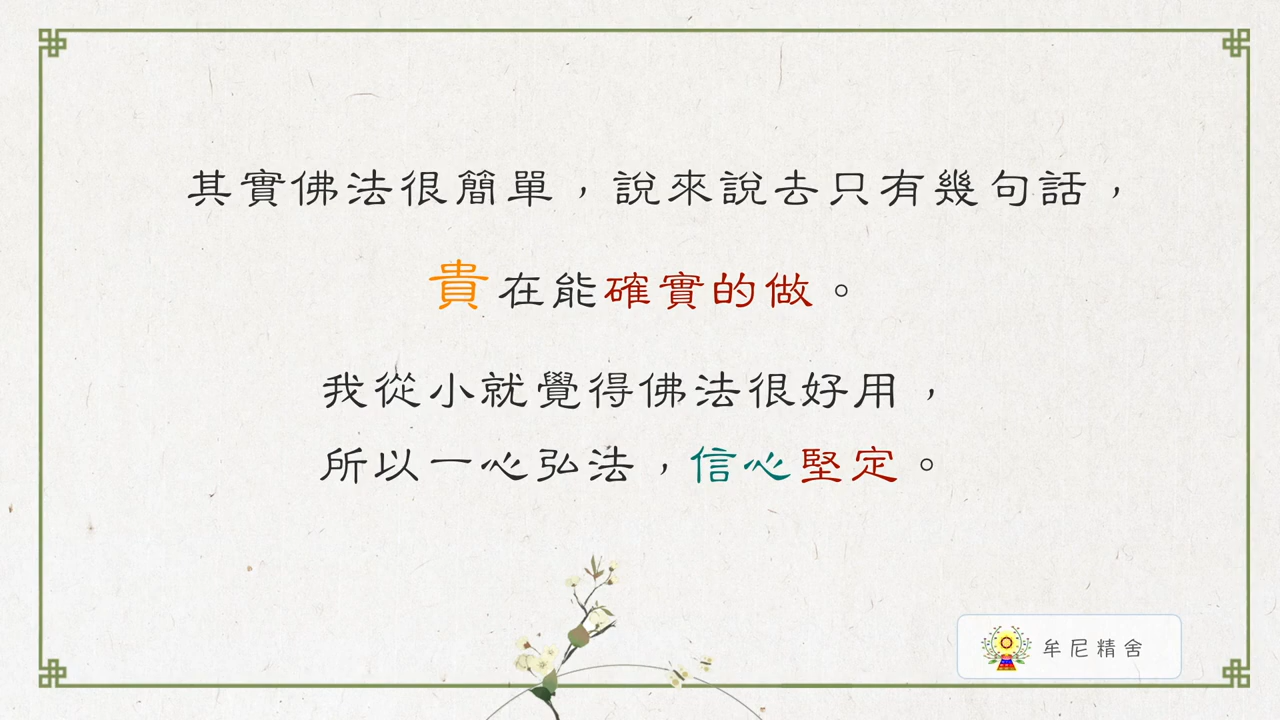 其實佛法很簡單，說來說去只有幾句話，
貴在能確實的做。
我從小就覺得佛法很好用，
所以一心弘法，信心堅定。
牟尼精舍